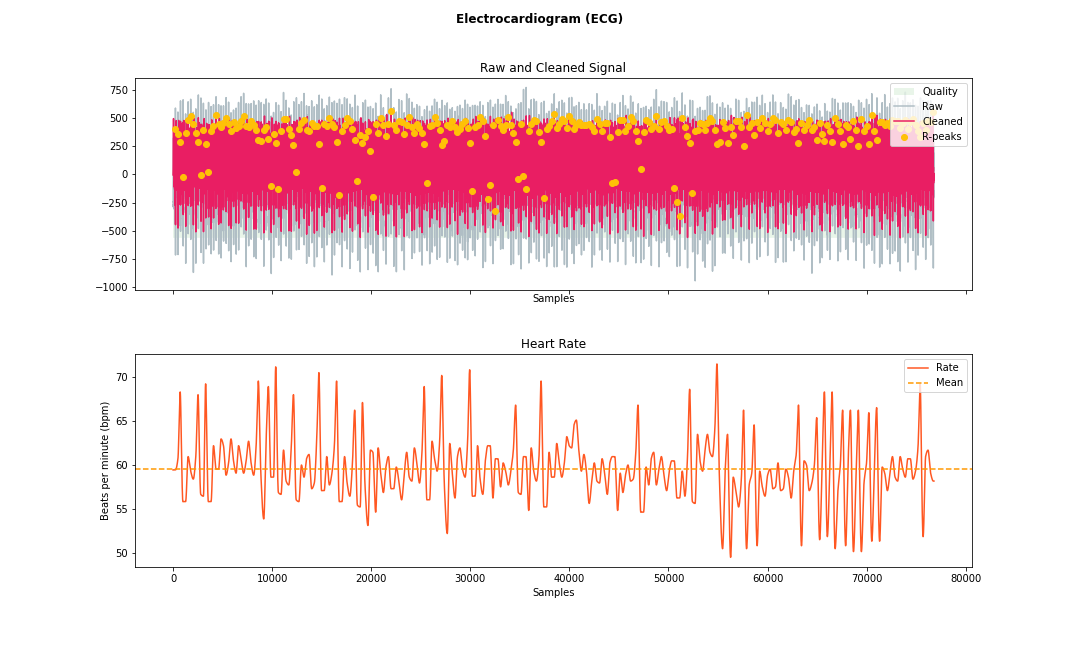 Electrocardiogram (ECG)
Raw and Cleaned Signal
750
500
250
0
−250
−500
−750
−1000
Quality
Raw
Cleaned
R-peaks
Samples
Heart Rate
Beats per minute (bpm)
70
65
60
55
50
Rate
Mean
0 10000 20000 30000 40000 50000 60000 70000 80000
Samples